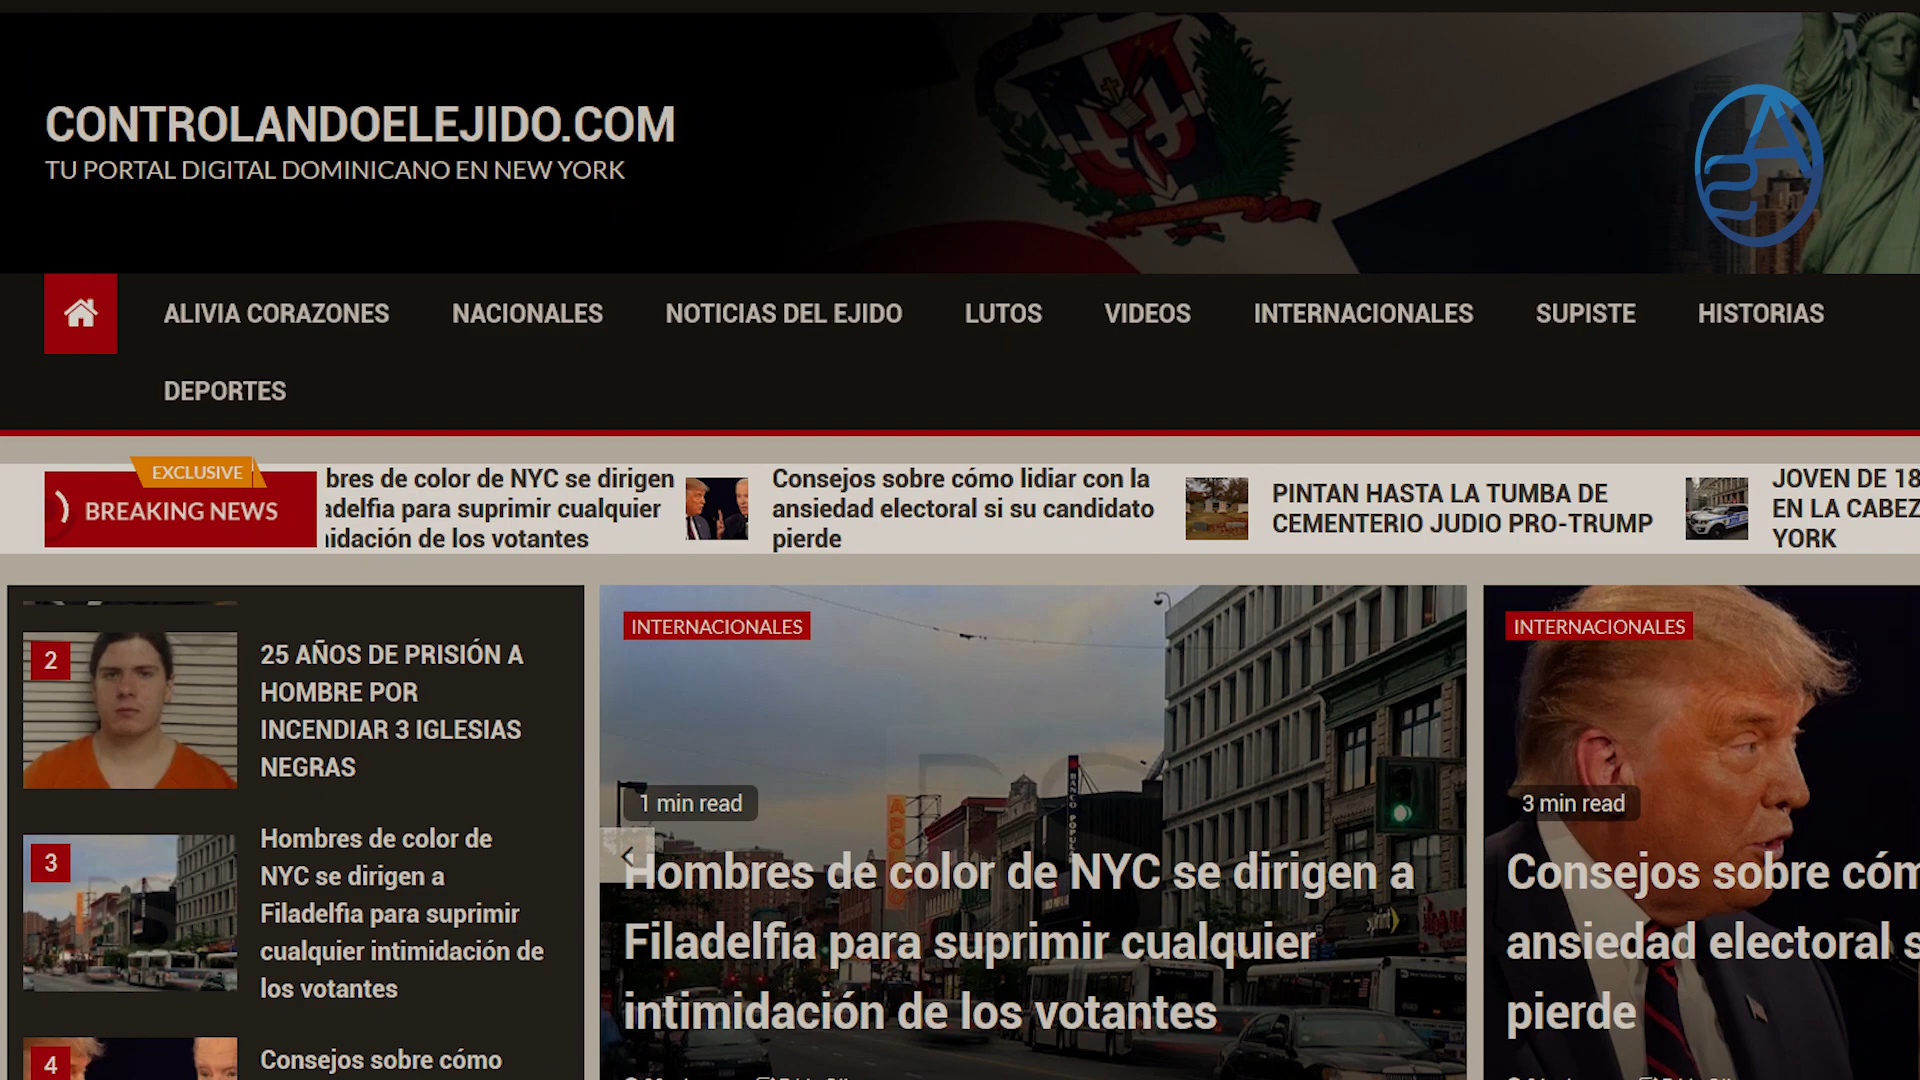 CONTROLANDOELEJIDO.COM
TU PORTAL DIGITAL DOMINICANO EN NEW YORK
ALIVIA CORAZONES
NACIONALES
NOTICIAS DEL EJIDO
LUTOS
VIDEOS
INTERNACIONALES
SUPISTE
HISTORIAS
DEPORTES
EXCLUSIVE
BREAKING NEWS
bres de color de NYC se dirigen
adelfia para suprimir cualquier
idación de los votantes
Consejos sobre cómo lidiar con la
ansiedad electoral si su candidato
pierde
PINTAN HASTA LA TUMBA DE
CEMENTERIO JUDIO PRO-TRUMP
JOVEN DE 18
EN LA CABEZ
YORK
2
25 AÑOS DE PRISIÓN A
HOMBRE POR
INCENDIAR 3 IGLESIAS
NEGRAS
3
Hombres de color de
NYC se dirigen a
Filadelfia para suprimir
cualquier intimidación de
los votantes
4
Consejos sobre cómo
INTERNACIONALES
1 min read
Hombres de color de NYC se dirigen a
Filadelfia para suprimir cualquier
intimidación de los votantes
INTERNACIONALES
3 min read
Consejos sobre cóm
ansiedad electoral s
pierde